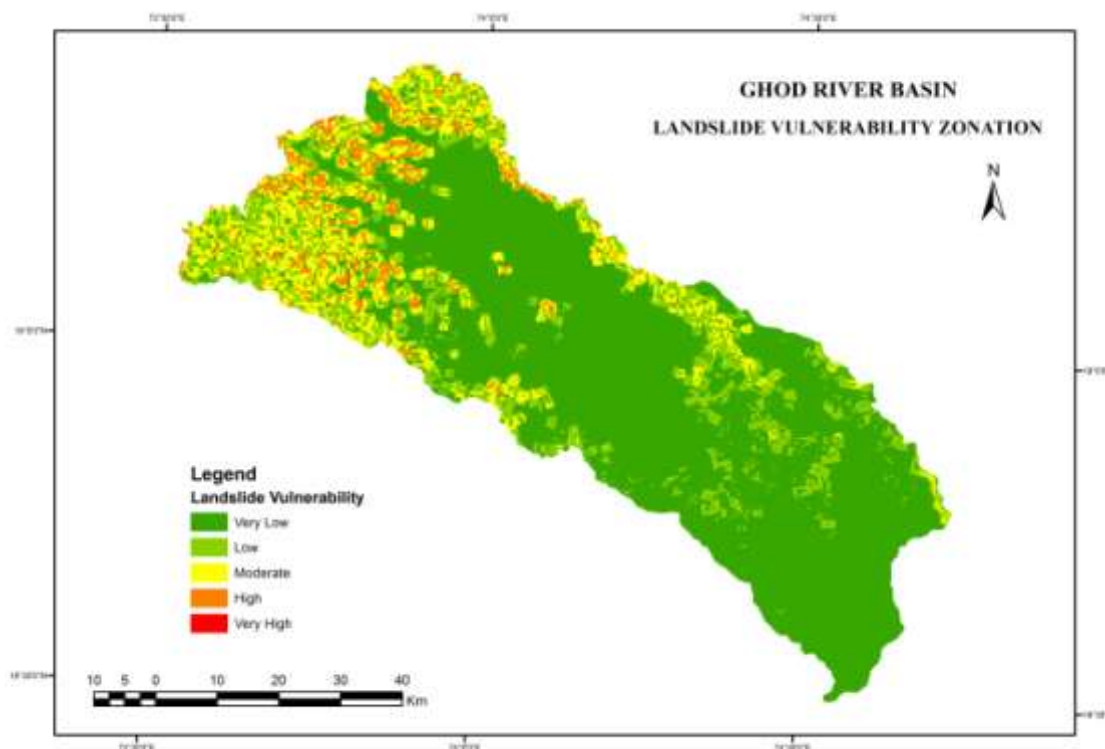 GHOD RIVER BASIN
LANDSLIDE VULNERABILITY ZONATION
N
Legend
Landslide Vulnerability
Very Low
Low
Moderate
High
Very High
10 5 0 10 20 30 40
Km